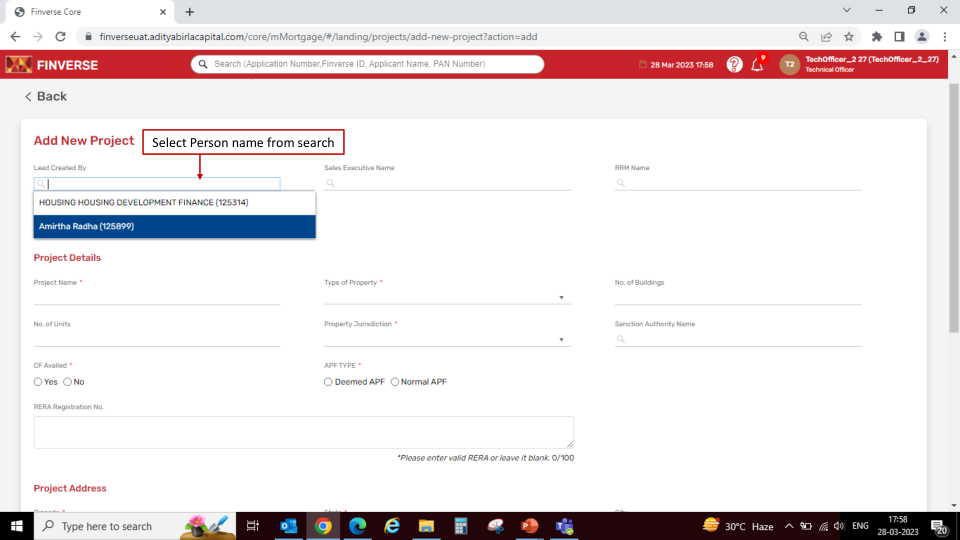 Finverse Core
finverseuat.adityabirlacapital.com/core/mMortgage/#/landing/projects/add-new-project?action=add
FINVERSE
Search (Application Number,Finverse ID, Applicant Name, PAN Number)
28 Mar 2023 17:58
T2
TechOfficer_2 27 (TechOfficer_2_27)
Technical Officer
< Back
Add New Project
Select Person name from search
Lead Created By
Sales Executive Name
RRM Name
HOUSING HOUSING DEVELOPMENT FINANCE (125314)
Amirtha Radha (125899)
Project Details
Project Name *
Type of Property *
No. of Buildings
No. of Units
Property Jurisdiction *
Sanction Authority Name
CF Availed *
APF TYPE *
Yes No
Deemed APF Normal APF
RERA Registration No.
*Please enter valid RERA or leave it blank. 0/100
Project Address
Type here to search
30°C Haze
ENG
17:58
28-03-2023
20